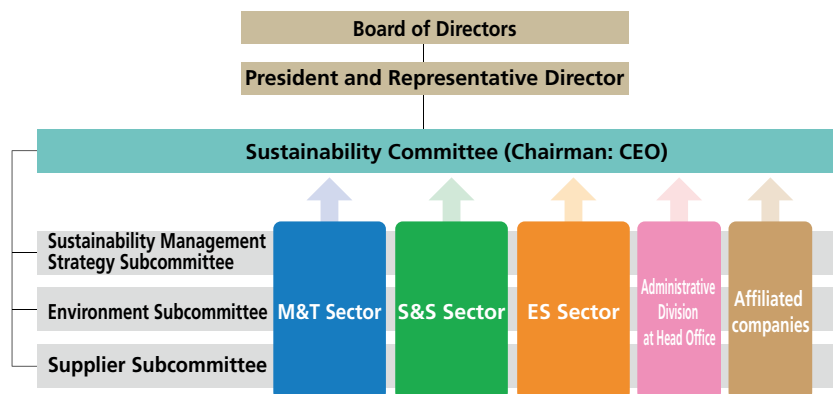 Board of Directors
President and Representative Director
Sustainability Committee (Chairman: CEO)
Sustainability Management
Strategy Subcommittee
Environment Subcommittee
Supplier Subcommittee
M&T Sector
S&S Sector
ES Sector
Administrative
Division
at Head Office
Affiliated
companies